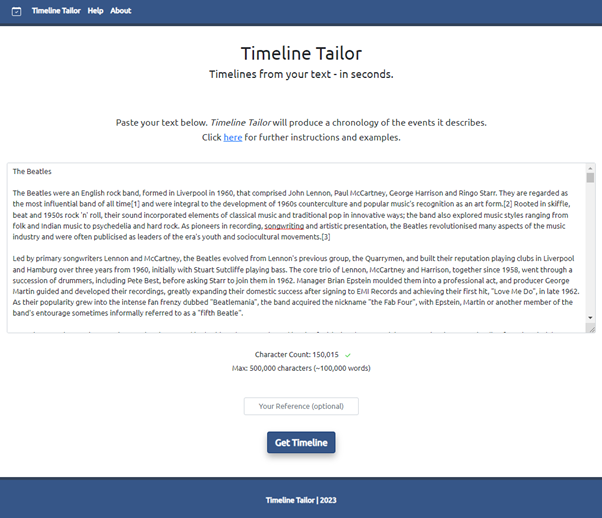 Timeline Tailor Help About
Timeline Tailor
Timelines from your text - in seconds.
Paste your text below. Timeline Tailor will produce a chronology of the events it describes.
Click here for further instructions and examples.
The Beatles
The Beatles were an English rock band, formed in Liverpool in 1960, that comprised John Lennon, Paul McCartney, George Harrison and Ringo Starr. They are regarded as
the most influential band of all time[1] and were integral to the development of 1960s counterculture and popular music's recognition as an art form.[2] Rooted in skiffle,
beat and 1950s rock 'n' roll, their sound incorporated elements of classical music and traditional pop in innovative ways; the band also explored music styles ranging from
folk and Indian music to psychedelia and hard rock. As pioneers in recording, songwriting and artistic presentation, the Beatles revolutionised many aspects of the music
industry and were often publicised as leaders of the era's youth and sociocultural movements.[3]
Led by primary songwriters Lennon and McCartney, the Beatles evolved from Lennon's previous group, the Quarrymen, and built their reputation playing clubs in Liverpool
and Hamburg over three years from 1960, initially with Stuart Sutcliffe playing bass. The core trio of Lennon, McCartney and Harrison, together since 1958, went through a
succession of drummers, including Pete Best, before asking Starr to join them in 1962. Manager Brian Epstein moulded them into a professional act, and producer George
Martin guided and developed their recordings, greatly expanding their domestic success after signing to EMI Records and achieving their first hit, "Love Me Do", in late 1962.
As their popularity grew into the intense fan frenzy dubbed "Beatlemania", the band acquired the nickname "the Fab Four", with Epstein, Martin or another member of the
band's entourage sometimes informally referred to as a "fifth Beatle".
Character Count: 150,015
Max: 500,000 characters (~100,000 words)
Your Reference (optional)
Get Timeline
Timeline Tailor | 2023